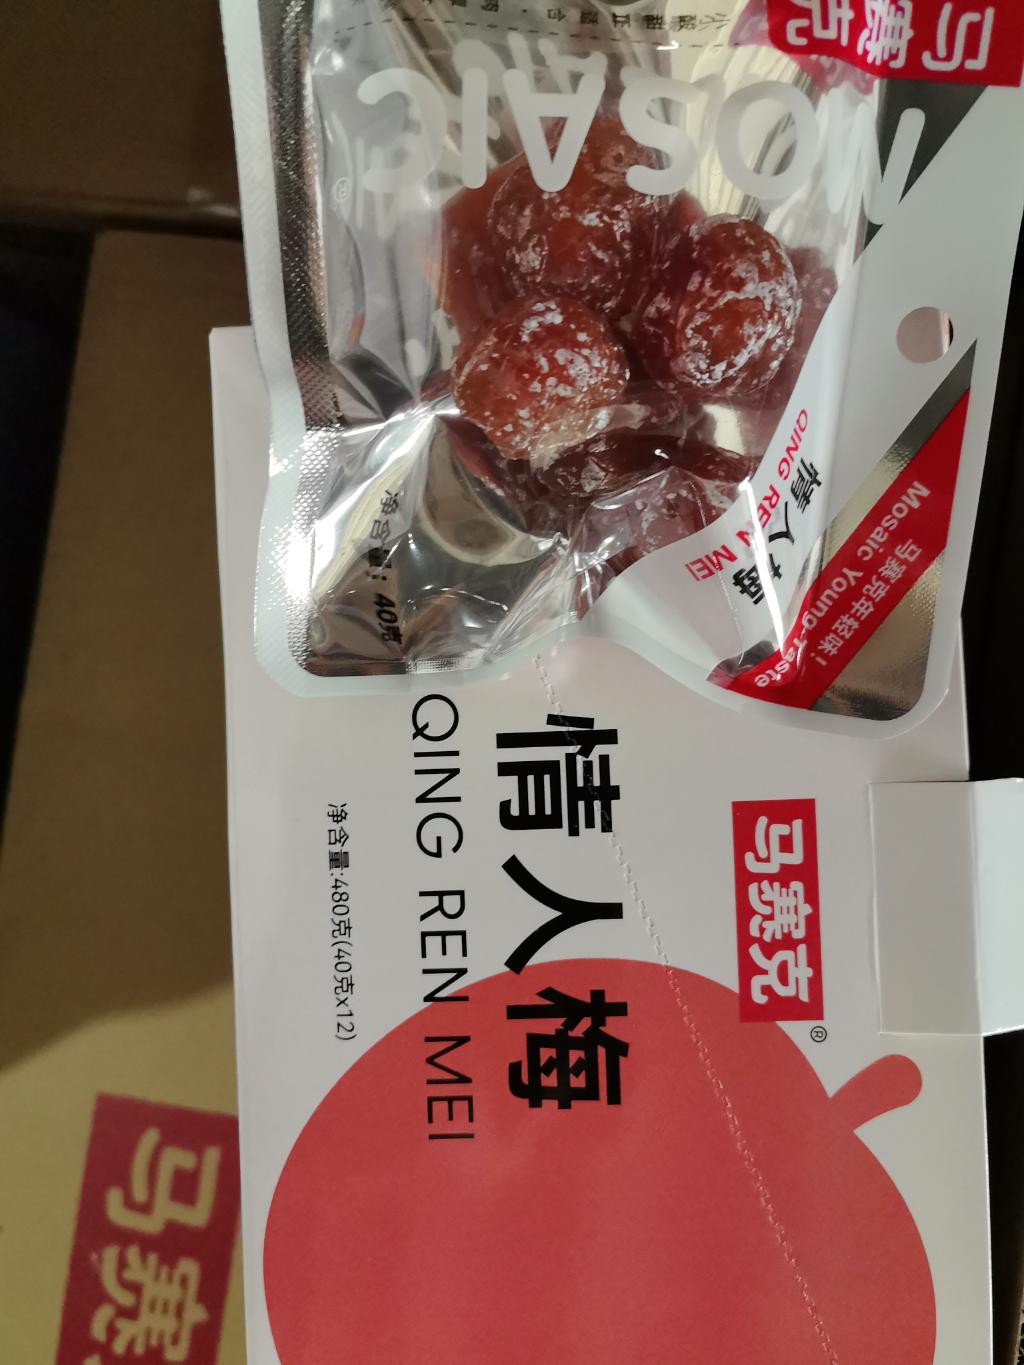 马赛克
MOSAIC
®
情人梅
QING REN MEI
马赛克年轻味!
Mosaic Young Taste
净含量: 40克
马赛克®
情人梅
QING REN MEI
净含量:480克(40克x12)
马赛